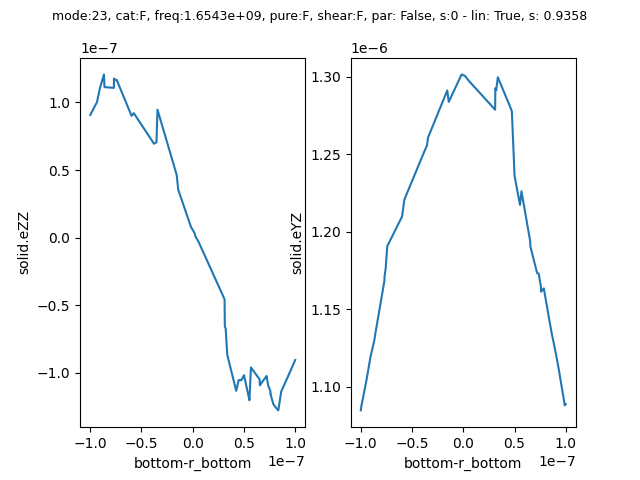 mode:23, cat:F, freq:1.6543e+09, pure:F, shear:F, par: False, s:0 - lin: True, s: 0.9358
1e−7
1.0
0.5
0.0
−0.5
−1.0
solid.eZZ
−1.0 −0.5 0.0 0.5 1.0
bottom-r_bottom 1e−7
1e−6
1.30
1.25
1.20
1.15
1.10
solid.eYZ
−1.0 −0.5 0.0 0.5 1.0
bottom-r_bottom 1e−7